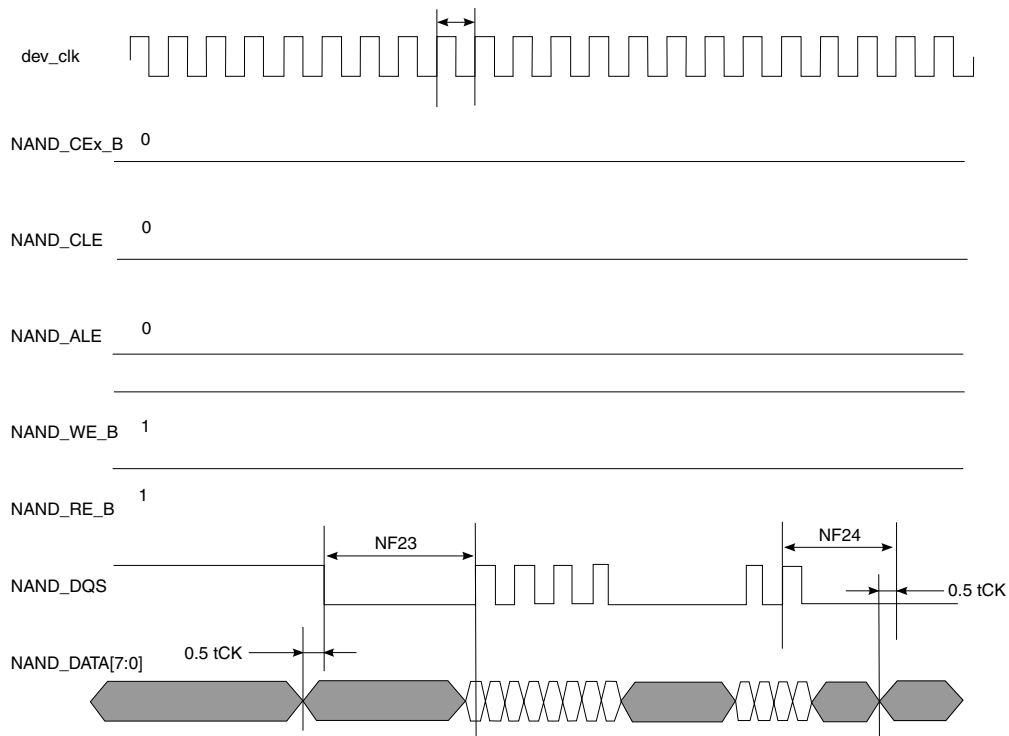 dev_clk
NAND_CEx_B 0
NAND_CLE 0
NAND_ALE 0
NAND_WE_B 1
NAND_RE_B 1
NF23
NF24
NAND_DQS
0.5 tCK
NAND_DATA[7:0]
0.5 tCK